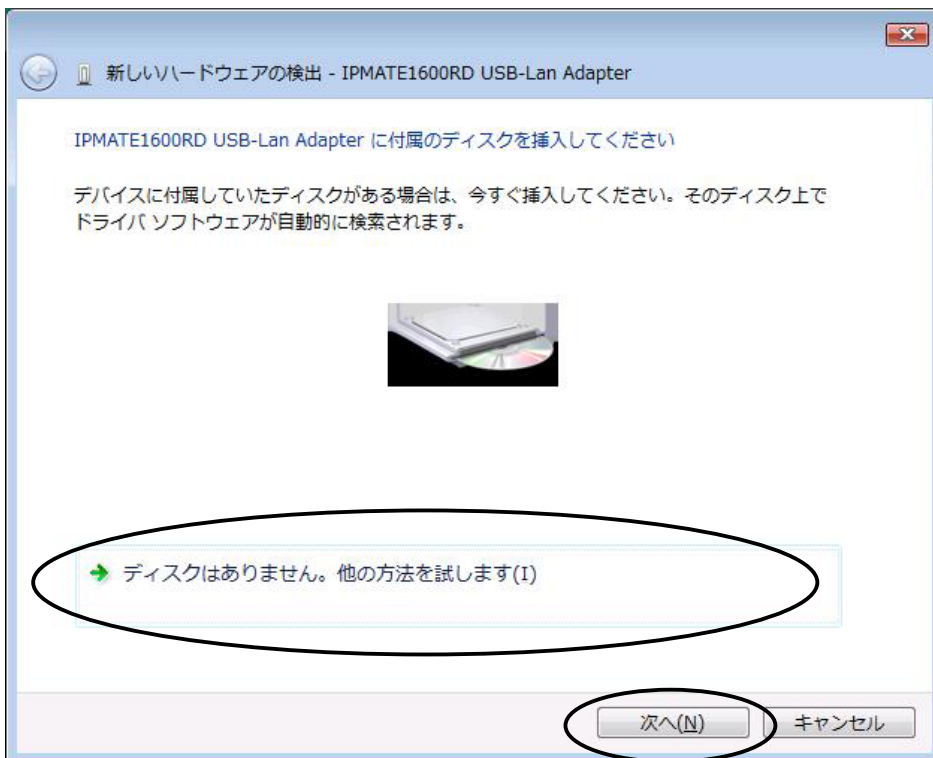 新しいハードウェアの検出 - IPMATE1600RD USB-Lan Adapter
IPMATE1600RD USB-Lan Adapter に付属のディスクを挿入してください
デバイスに付属していたディスクがある場合は、今すぐ挿入してください。そのディスク上で
ドライバ ソフトウェアが自動的に検索されます。
ディスクはありません。他の方法を試します(I)
次へ(N) キャンセル